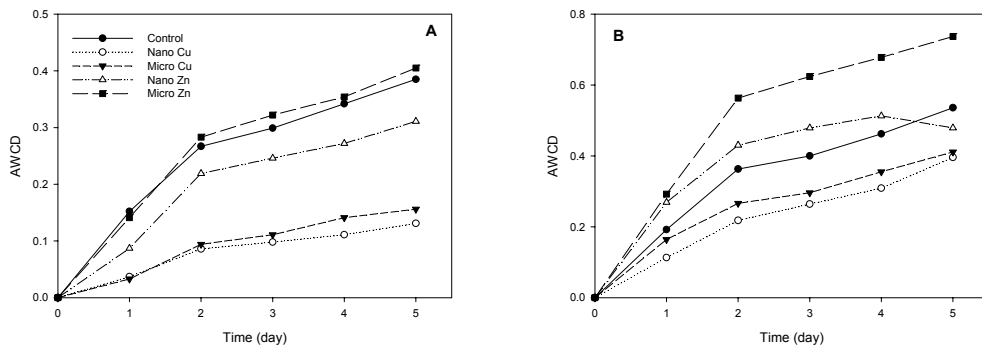 A
Control
Nano Cu
Micro Cu
Nano Zn
Micro Zn
AWCD
0.5
0.4
0.3
0.2
0.1
0.0
0 1 2 3 4 5
Time (day)
B
AWCD
0.8
0.6
0.4
0.2
0.0
0 1 2 3 4 5
Time (day)